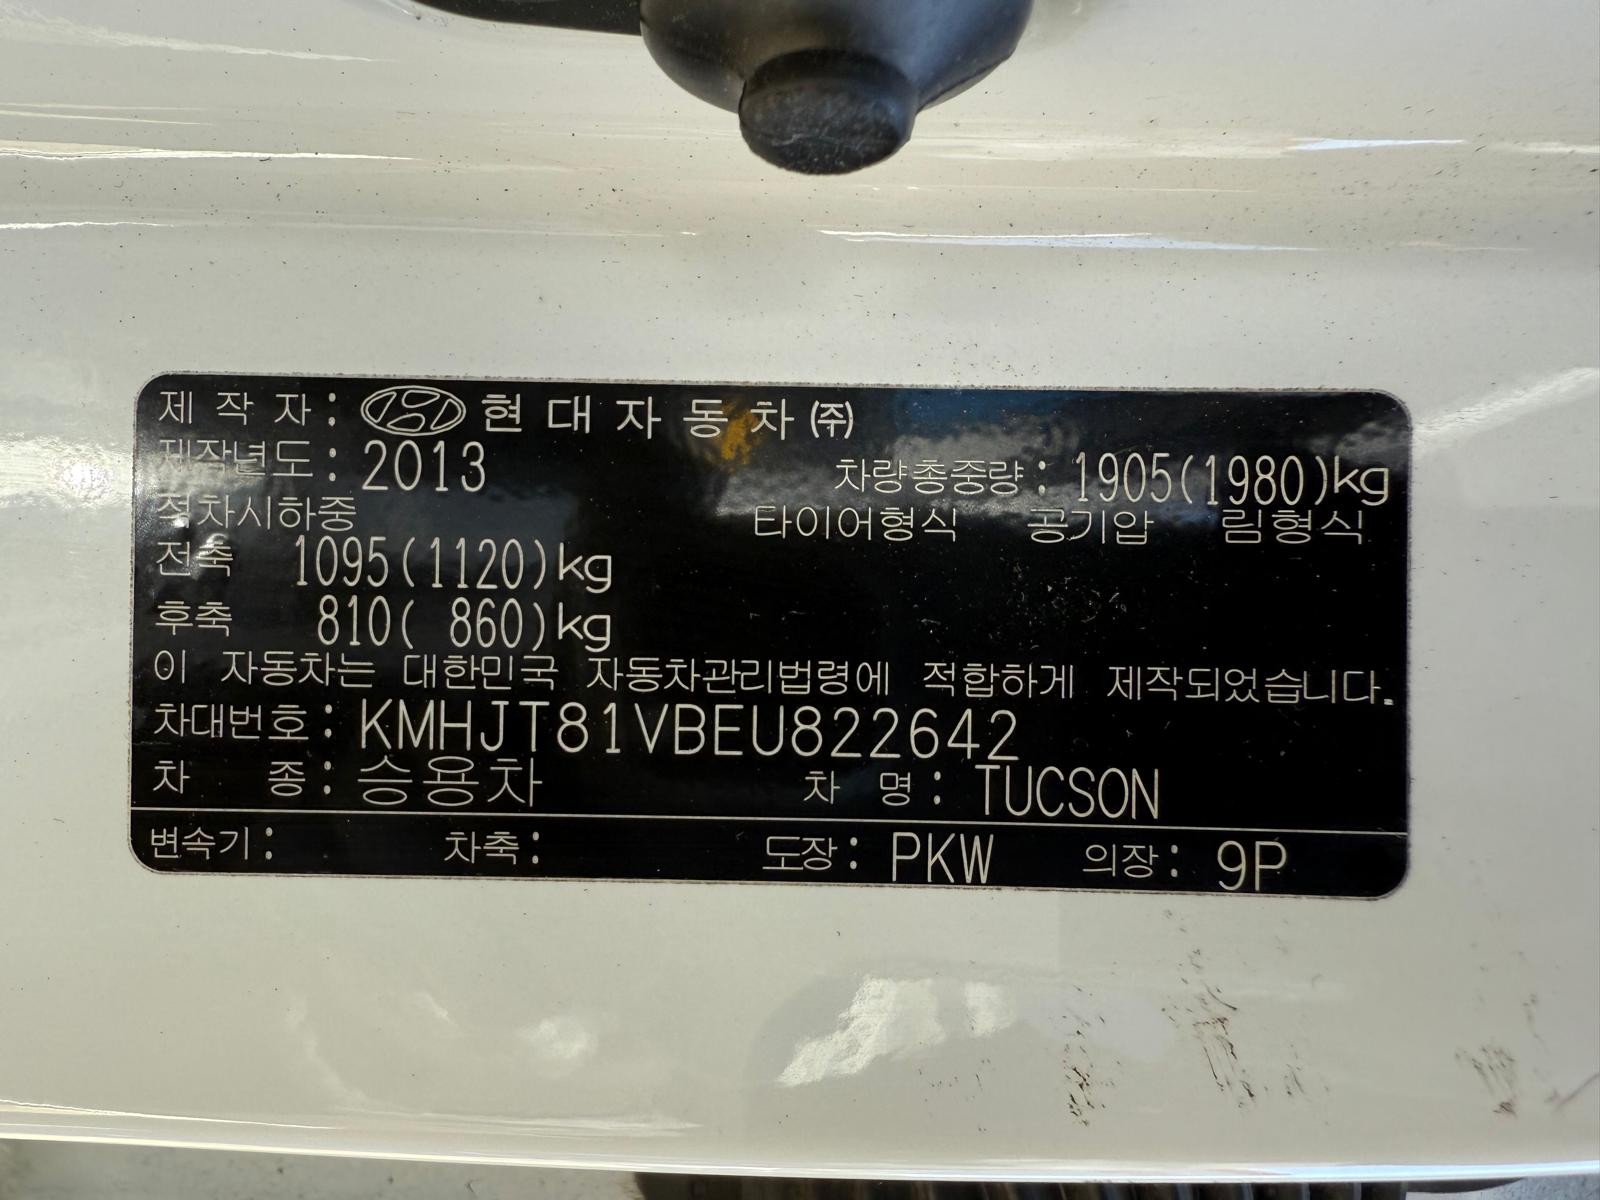 제 작 자 : 현 대 자 동 차 ㈜
제작년도 : 2013
차량총중량 : 1905(1980)kg
적차시하중
타이어형식 공기압 림형식
전축 1095(1120)kg
후축 810( 860)kg
이 자동차는 대한민국 자동차관리법령에 적합하게 제작되었습니다.
차대번호 : KMHJT81VBEU822642
차 종 : 승용차 차 명 : TUCSON
변속기 : 차축 : 도장 : PKW 의장 : 9P